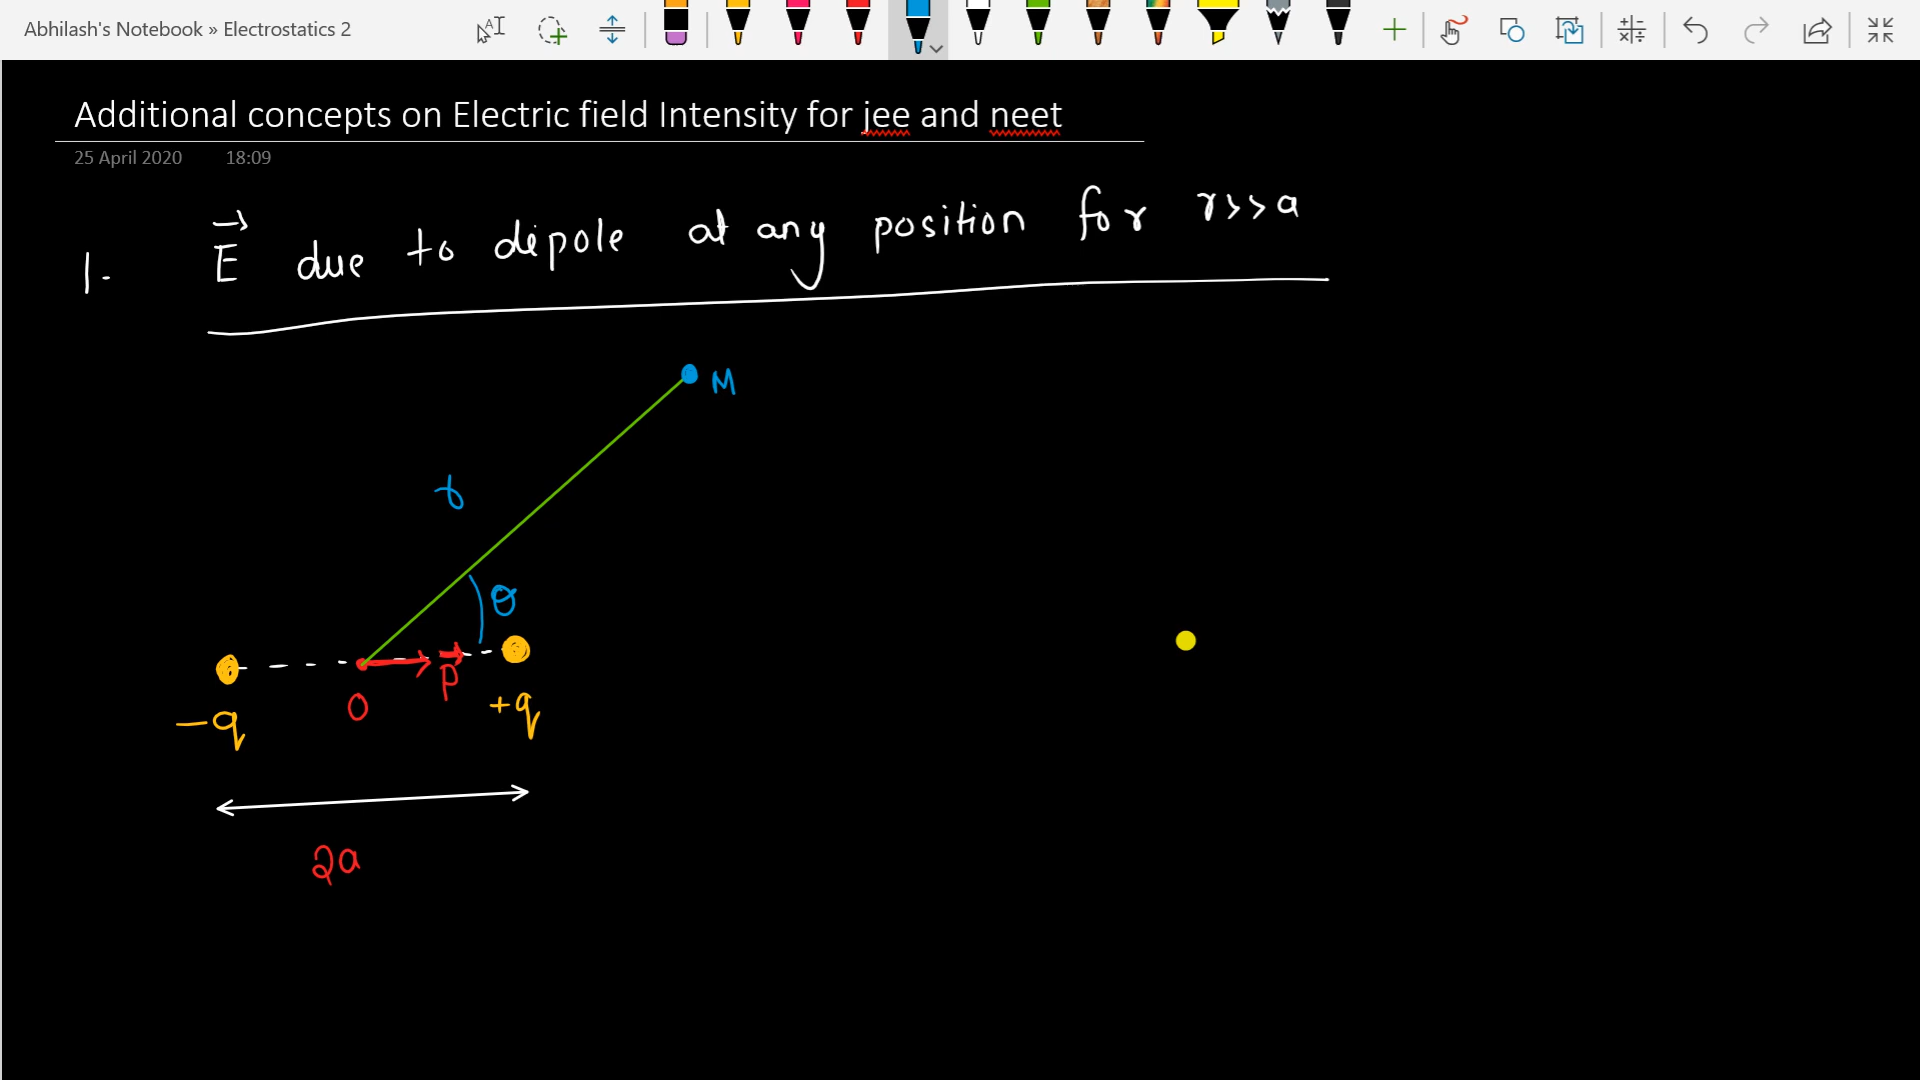 Abhilash's Notebook » Electrostatics 2
Additional concepts on Electric field Intensity for jee and neet
25 April 2020 18:09
1. E⃗ due to dipole at any position for r>>a
M
r
θ
P⃗
O
-q
+q
2a